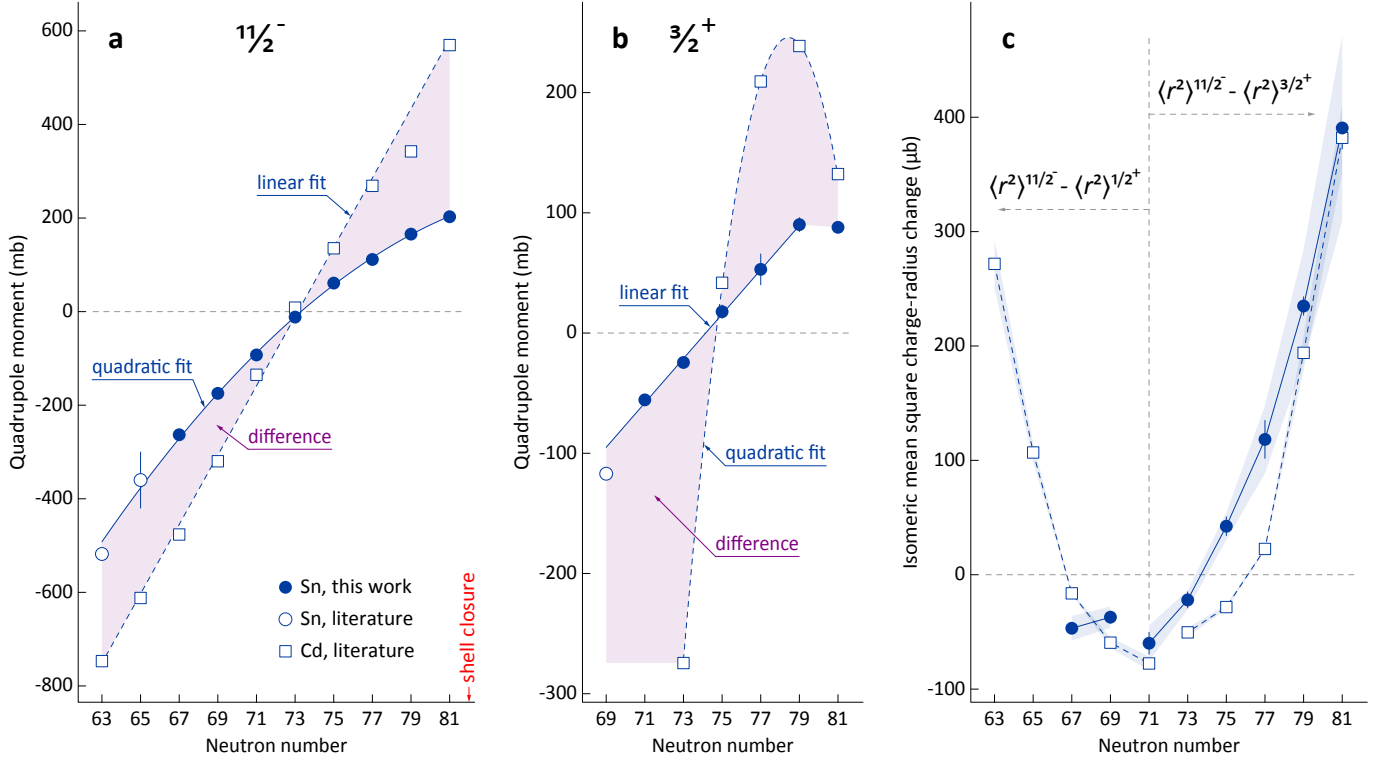 a
11/2⁻
Quadrupole moment (mb)
600
400
200
0
-200
-400
-600
-800
linear fit
quadratic fit
difference
Sn, this work
Sn, literature
Cd, literature
shell closure
63 65 67 69 71 73 75 77 79 81
Neutron number
b
3/2⁺
Quadrupole moment (mb)
200
100
0
-100
-200
-300
linear fit
quadratic fit
difference
69 71 73 75 77 79 81
Neutron number
c
Isomeric mean square charge-radius change (μb)
400
300
200
100
0
-100
⟨r²⟩¹¹/²⁻ - ⟨r²⟩³/²⁺
⟨r²⟩¹¹/²⁻ - ⟨r²⟩¹/²⁺
63 65 67 69 71 73 75 77 79 81
Neutron number